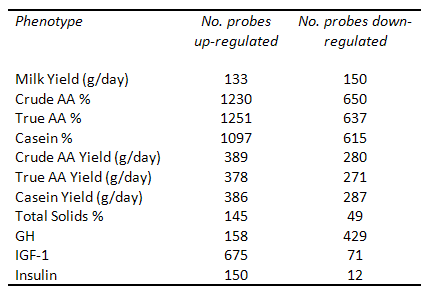 Phenotype No. probes No. probes down-
up-regulated regulated
Milk Yield (g/day) 133 150
Crude AA % 1230 650
True AA % 1251 637
Casein % 1097 615
Crude AA Yield (g/day) 389 280
True AA Yield (g/day) 378 271
Casein Yield (g/day) 386 287
Total Solids % 145 49
GH 158 429
IGF-1 675 71
Insulin 150 12